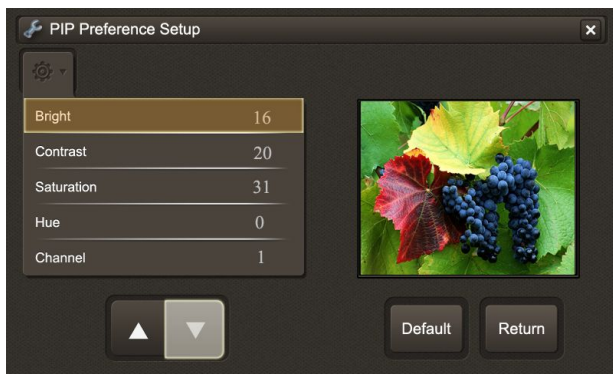 PIP Preference Setup
Bright 16
Contrast 20
Saturation 31
Hue 0
Channel 1
Default Return